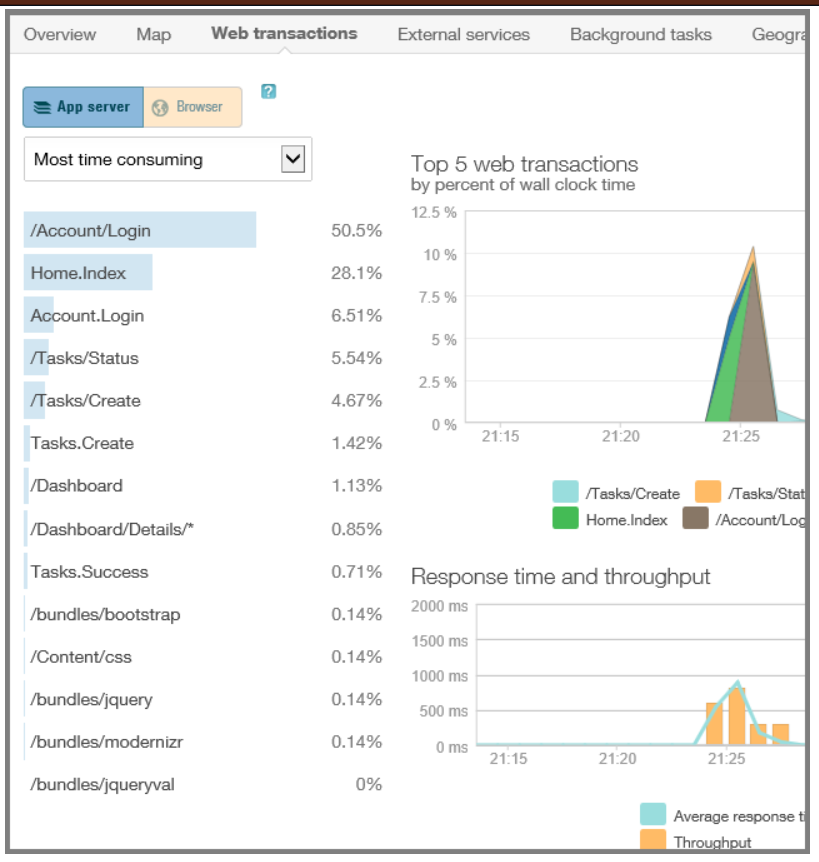 Overview Map Web transactions External services Background tasks Geogra
App server Browser ?
Most time consuming
/Account/Login 50.5%
Home.Index 28.1%
Account.Login 6.51%
/Tasks/Status 5.54%
/Tasks/Create 4.67%
Tasks.Create 1.42%
/Dashboard 1.13%
/Dashboard/Details/* 0.85%
Tasks.Success 0.71%
/bundles/bootstrap 0.14%
/Content/css 0.14%
/bundles/jquery 0.14%
/bundles/modernizr 0.14%
/bundles/jqueryval 0%
Top 5 web transactions
by percent of wall clock time
12.5 %
10 %
7.5 %
5 %
2.5 %
0 %
21:15 21:20 21:25
/Tasks/Create /Tasks/Stat
Home.Index /Account/Log
Response time and throughput
2000 ms
1500 ms
1000 ms
500 ms
0 ms
21:15 21:20 21:25
Average response ti
Throughput